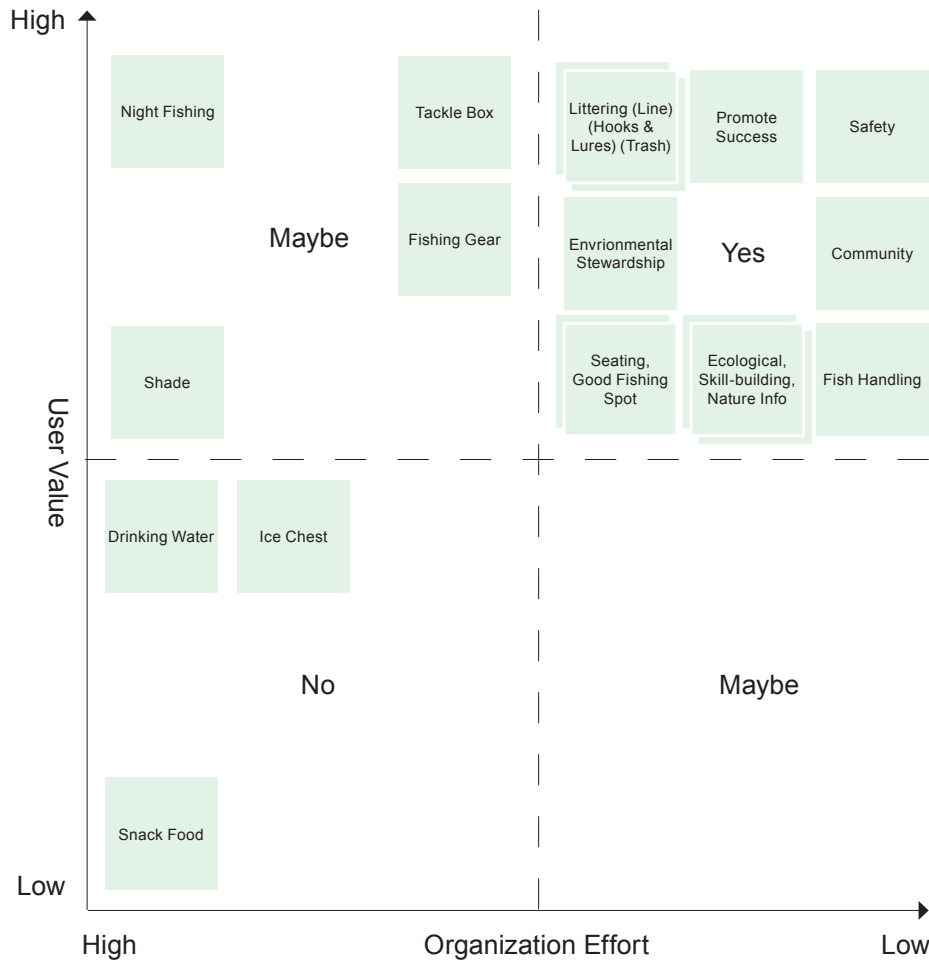 High
Night Fishing
Tackle Box
Littering (Line)
(Hooks &
Lures) (Trash)
Promote
Success
Safety
Maybe
Fishing Gear
Envrionmental
Stewardship
Yes
Community
Shade
Seating,
Good Fishing
Spot
Ecological,
Skill-building,
Nature Info
Fish Handling
User Value
Drinking Water
Ice Chest
No
Maybe
Snack Food
Low
High
Organization Effort
Low